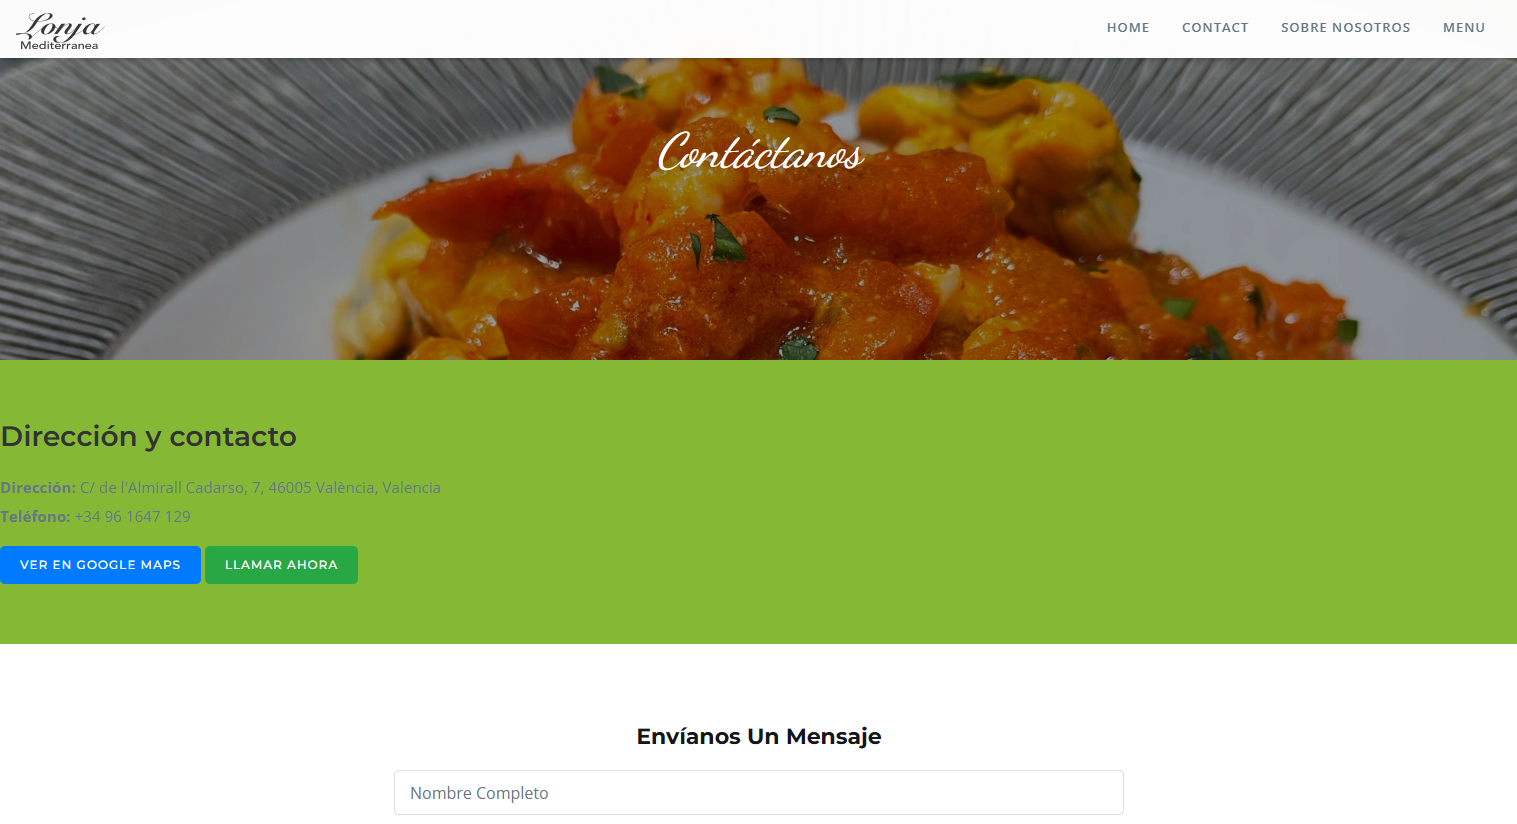 Lonja
Mediterranea
HOME CONTACT SOBRE NOSOTROS MENU
Contáctanos
Dirección y contacto
Dirección: C/ de l'Almirall Cadarso, 7, 46005 València, Valencia
Teléfono: +34 96 1647 129
VER EN GOOGLE MAPS LLAMAR AHORA
Envíanos Un Mensaje
Nombre Completo